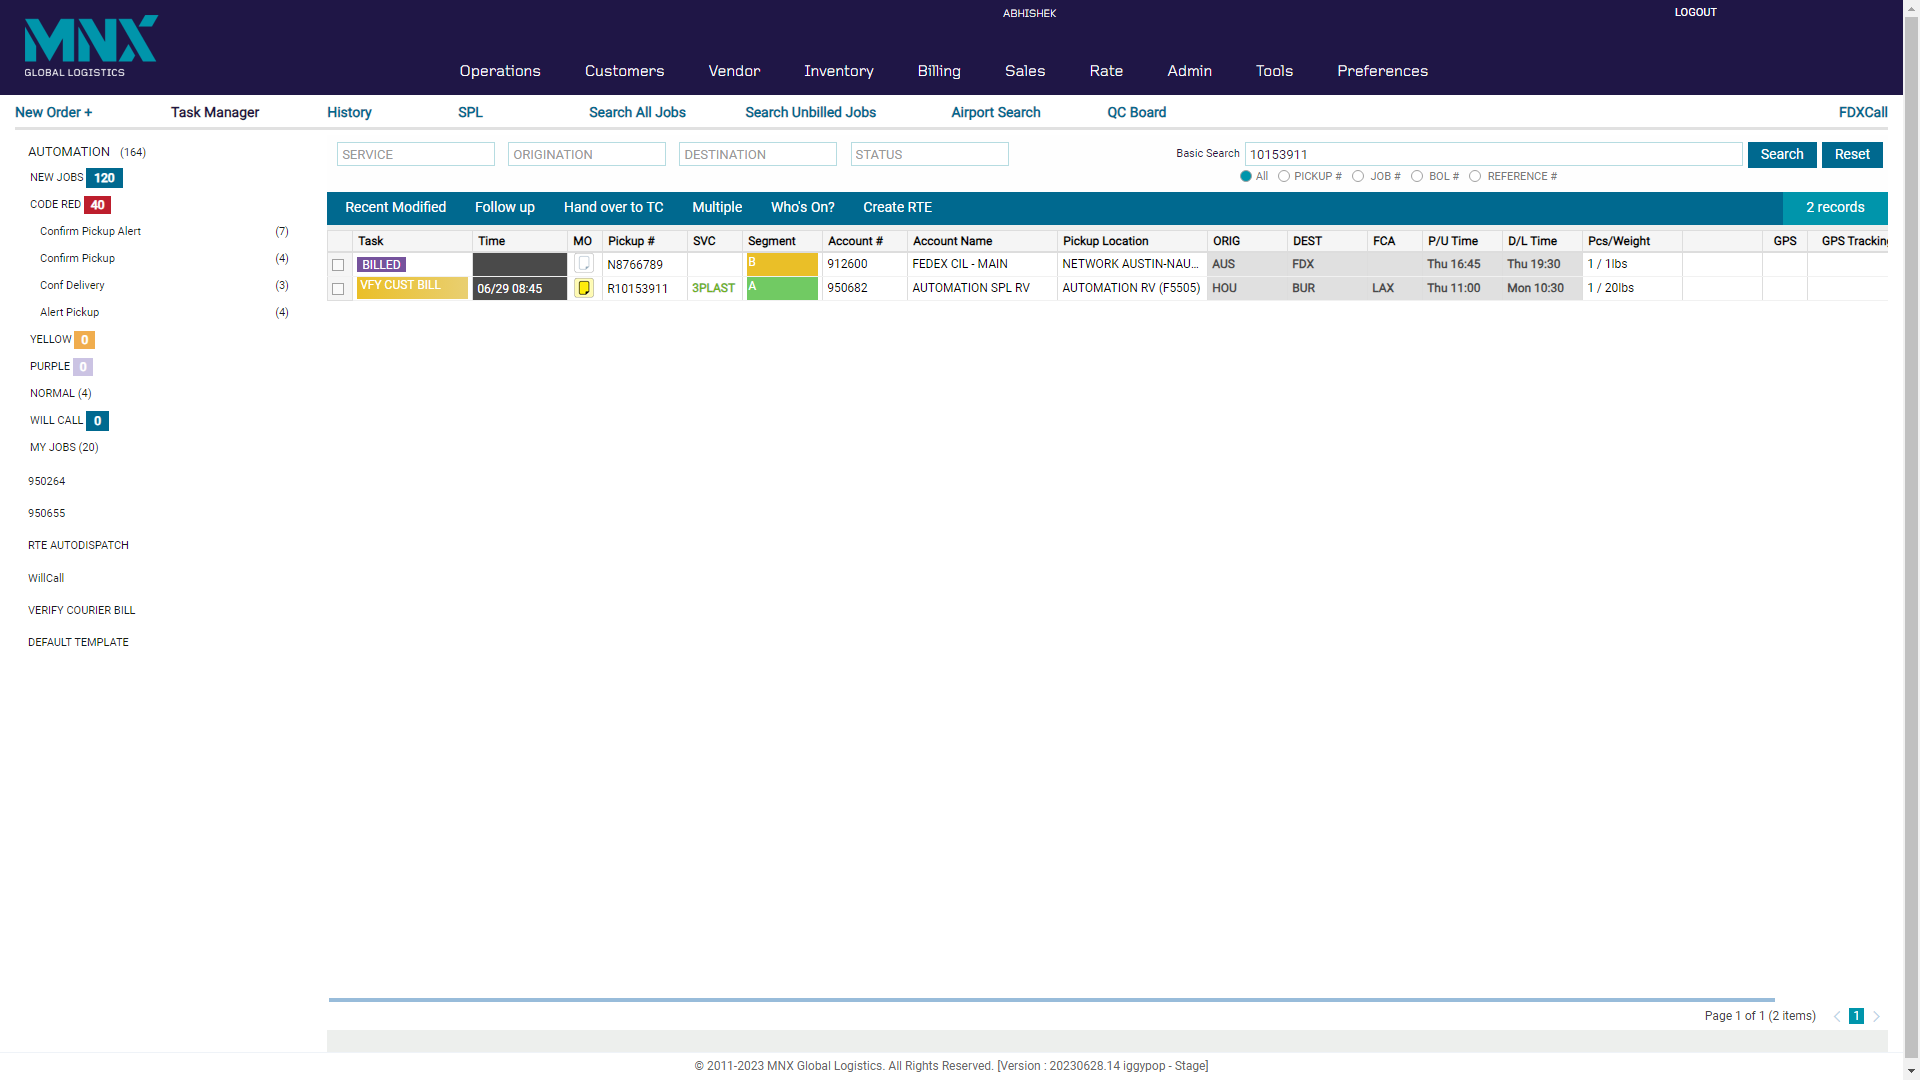 ABHISHEK
LOGOUT
MNX
GLOBAL LOGISTICS
Operations Customers Vendor Inventory Billing Sales Rate Admin Tools Preferences
New Order + Task Manager History SPL Search All Jobs Search Unbilled Jobs Airport Search QC Board FDXCall
AUTOMATION (164)
NEW JOBS 120
CODE RED 40
Confirm Pickup Alert (7)
Confirm Pickup (4)
Conf Delivery (3)
Alert Pickup (4)
YELLOW 0
PURPLE 0
NORMAL (4)
WILL CALL 0
MY JOBS (20)
950264
950655
RTE AUTODISPATCH
WillCall
VERIFY COURIER BILL
DEFAULT TEMPLATE
SERVICE ORIGINATION DESTINATION STATUS Basic Search 10153911 Search Reset
All PICKUP # JOB # BOL # REFERENCE #
Recent Modified Follow up Hand over to TC Multiple Who's On? Create RTE 2 records
Task Time MO Pickup # SVC Segment Account # Account Name Pickup Location ORIG DEST FCA P/U Time D/L Time Pcs/Weight GPS GPS Tracking
BILLED N8766789 B 912600 FEDEX CIL - MAIN NETWORK AUSTIN-NAU... AUS FDX Thu 16:45 Thu 19:30 1 / 1lbs
VFY CUST BILL 06/29 08:45 R10153911 3PLAST A 950682 AUTOMATION SPL RV AUTOMATION RV (F5505) HOU BUR LAX Thu 11:00 Mon 10:30 1 / 20lbs
Page 1 of 1 (2 items) 1
© 2011-2023 MNX Global Logistics. All Rights Reserved. [Version : 20230628.14 iggypop - Stage]